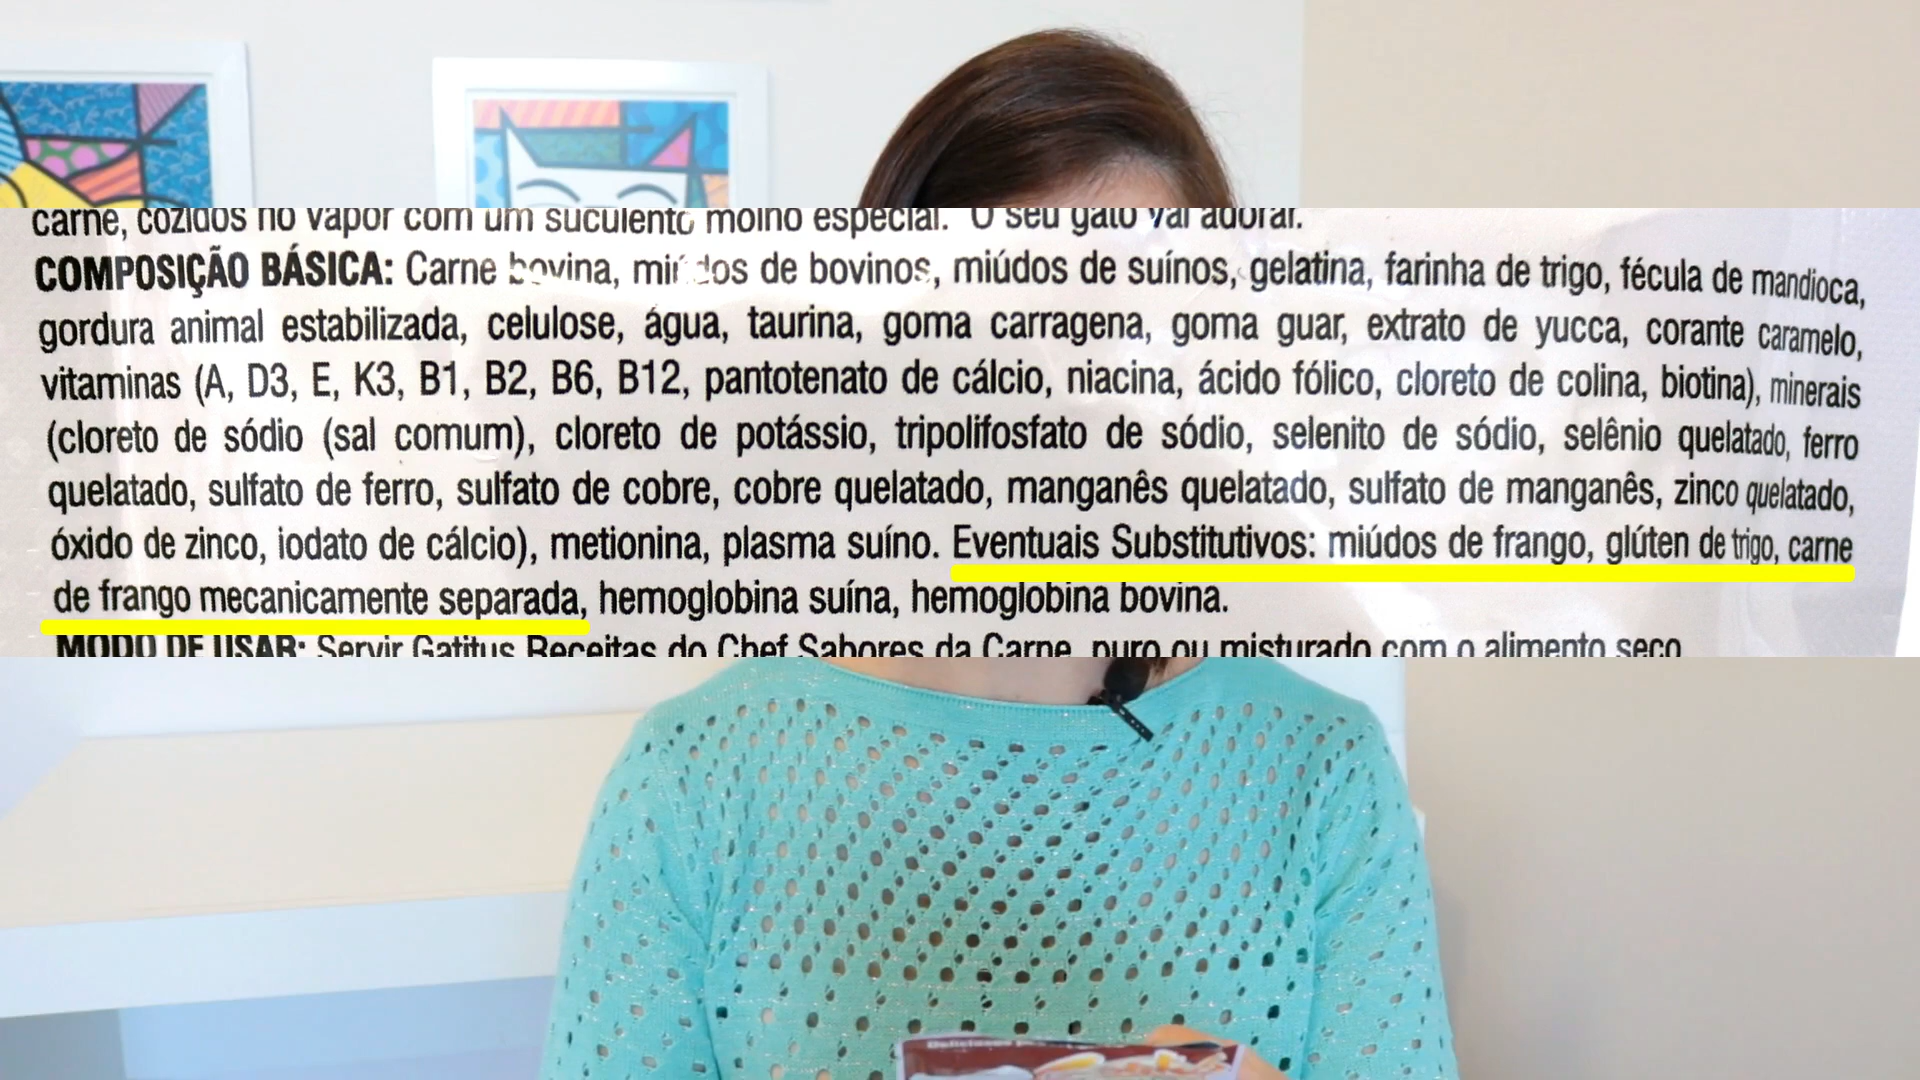 carne, cozidos no vapor com um suculento molho especial. O seu gato vai adorar.
COMPOSIÇÃO BÁSICA: Carne bovina, miúdos de bovinos, miúdos de suínos, gelatina, farinha de trigo, fécula de mandioca,
gordura animal estabilizada, celulose, água, taurina, goma carragena, goma guar, extrato de yucca, corante caramelo,
vitaminas (A, D3, E, K3, B1, B2, B6, B12, pantotenato de cálcio, niacina, ácido fólico, cloreto de colina, biotina), minerais
(cloreto de sódio (sal comum), cloreto de potássio, tripolifosfato de sódio, selenito de sódio, selênio quelatado, ferro
quelatado, sulfato de ferro, sulfato de cobre, cobre quelatado, manganês quelatado, sulfato de manganês, zinco quelatado,
óxido de zinco, iodato de cálcio), metionina, plasma suíno. Eventuais Substitutivos: miúdos de frango, glúten de trigo, carne
de frango mecanicamente separada, hemoglobina suína, hemoglobina bovina.
MODO DE USAR: Servir Gatitus Receitas do Chef Sabores da Carne, puro ou misturado com o alimento seco